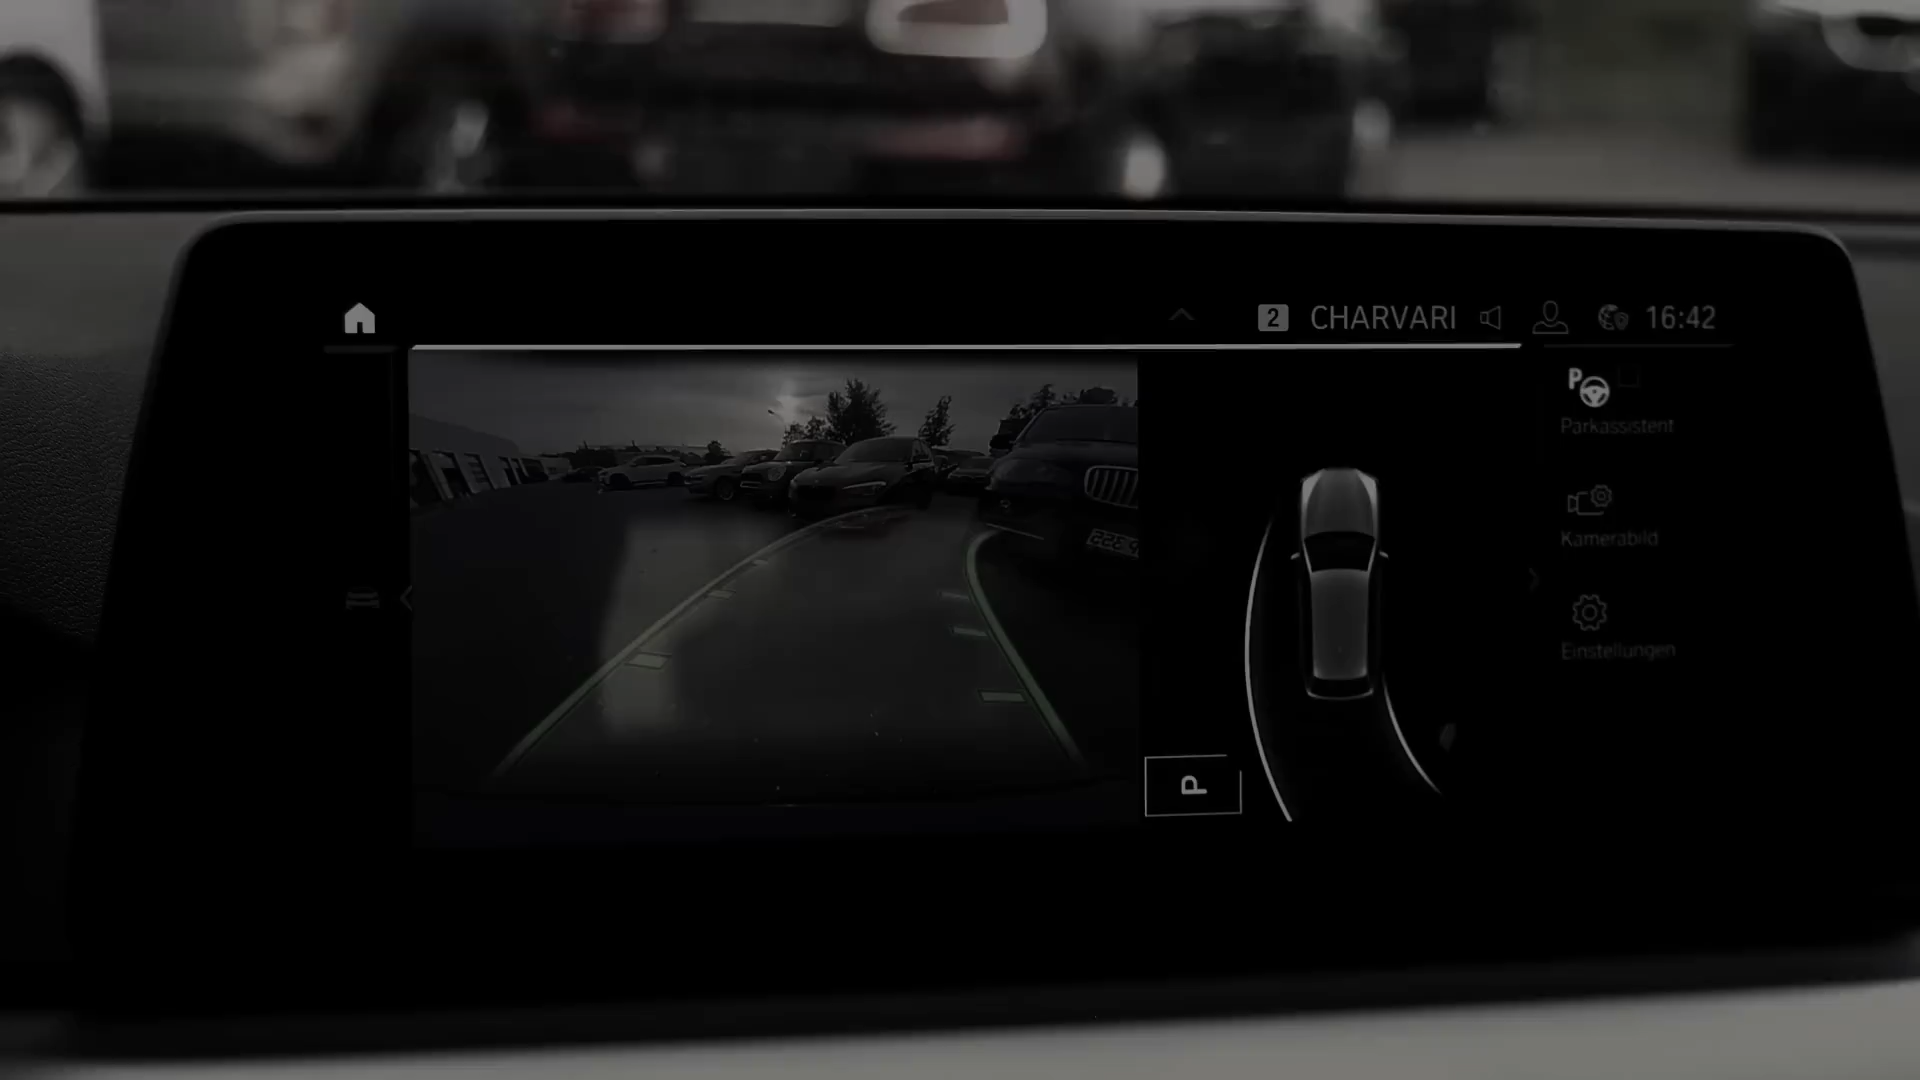 2 CHARVARI 16:42
P
Parkassistent
Kamerabild
Einstellungen
P